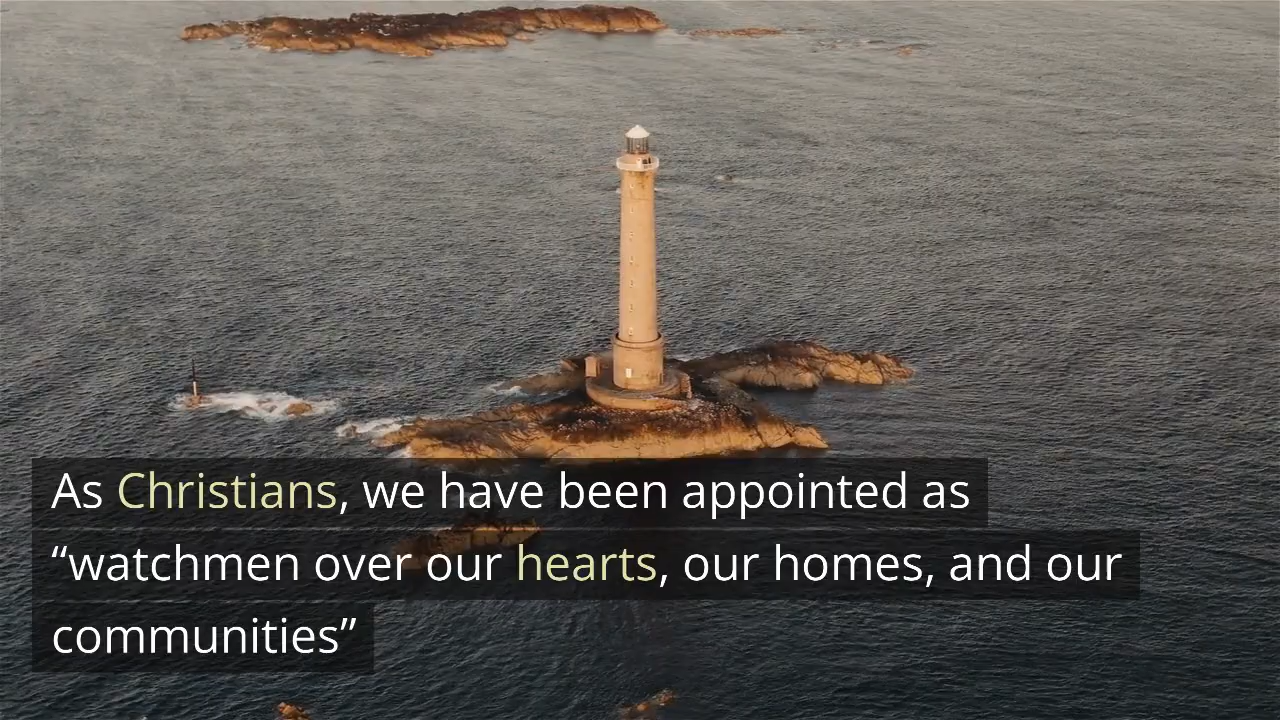 As Christians, we have been appointed as
“watchmen over our hearts, our homes, and our
communities”